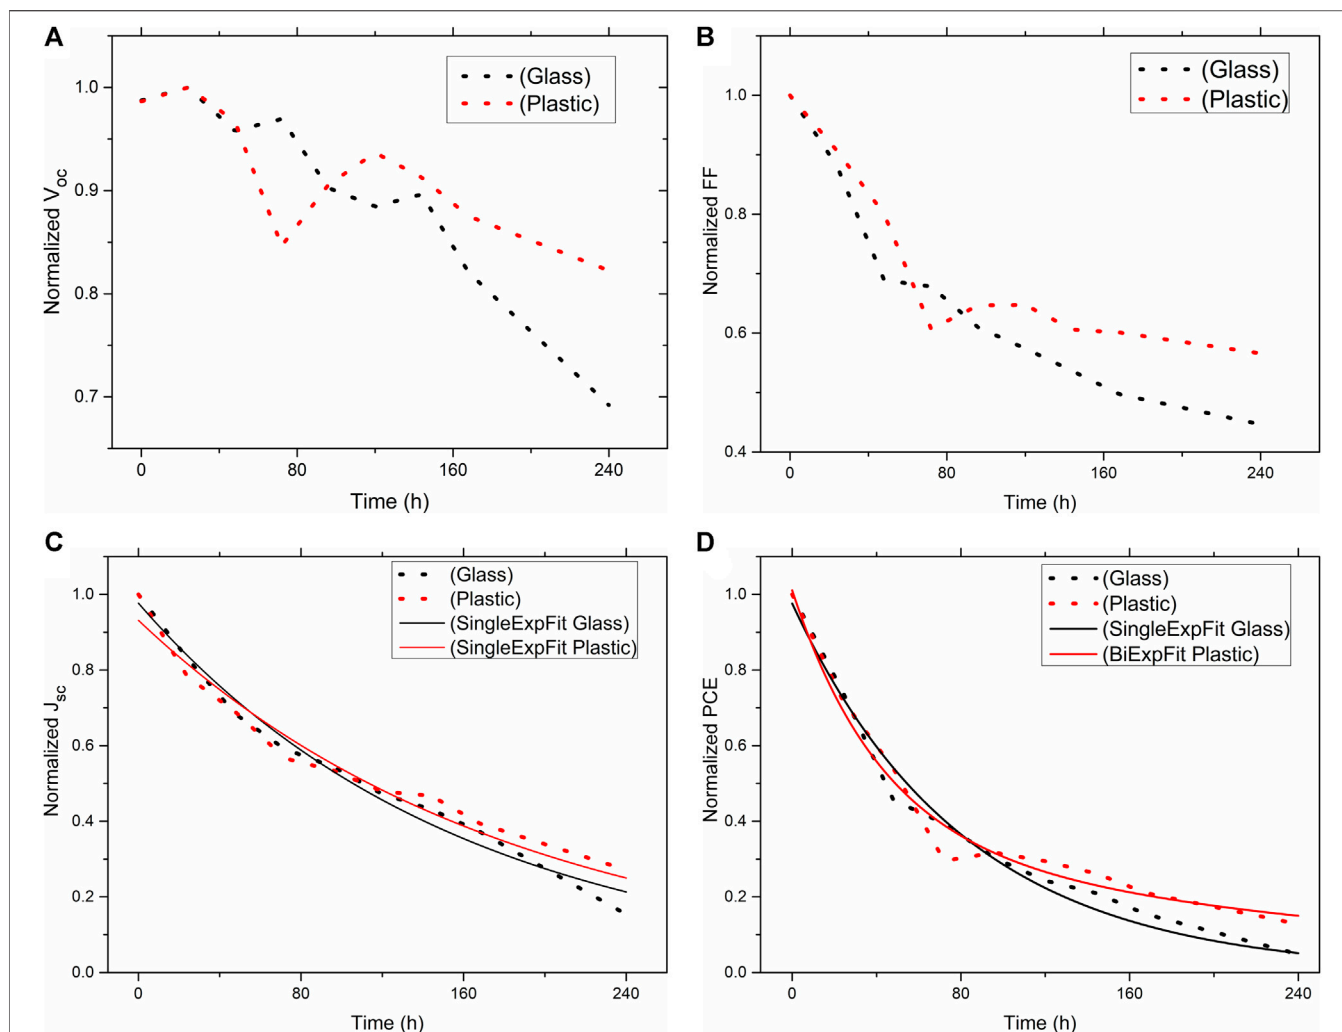 A
(Glass)
(Plastic)
1.0
0.9
0.8
0.7
Normalized Voc
0
80
160
240
Time (h)
B
(Glass)
(Plastic)
1.0
0.8
0.6
0.4
Normalized FF
0
80
160
240
Time (h)
C
(Glass)
(Plastic)
(SingleExpFit Glass)
(SingleExpFit Plastic)
1.0
0.8
0.6
0.4
0.2
0.0
Normalized Jsc
0
80
160
240
Time (h)
D
(Glass)
(Plastic)
(SingleExpFit Glass)
(BiExpFit Plastic)
1.0
0.8
0.6
0.4
0.2
0.0
Normalized PCE
0
80
160
240
Time (h)